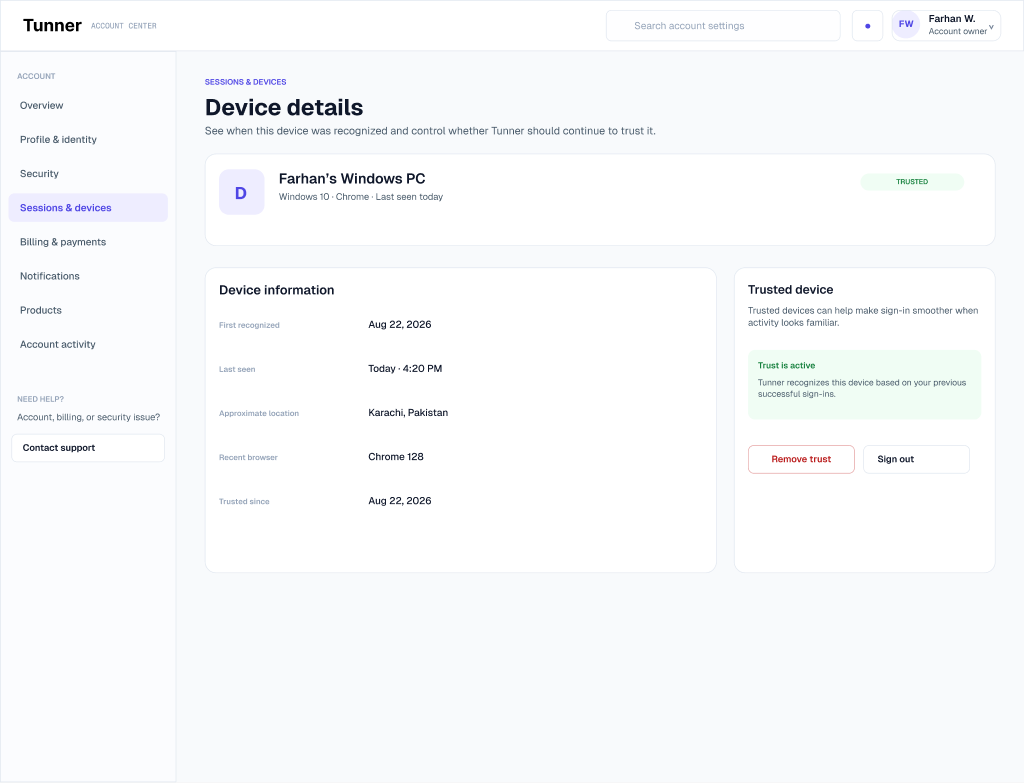 Tunner ACCOUNT CENTER
Search account settings
FW
Farhan W.
Account owner
ACCOUNT
Overview
Profile & identity
Security
Sessions & devices
Billing & payments
Notifications
Products
Account activity
NEED HELP?
Account, billing, or security issue?
Contact support
SESSIONS & DEVICES
Device details
See when this device was recognized and control whether Tunner should continue to trust it.
D
Farhan's Windows PC
Windows 10 · Chrome · Last seen today
TRUSTED
Device information
First recognized Aug 22, 2026
Last seen Today · 4:20 PM
Approximate location Karachi, Pakistan
Recent browser Chrome 128
Trusted since Aug 22, 2026
Trusted device
Trusted devices can help make sign-in smoother when
activity looks familiar.
Trust is active
Tunner recognizes this device based on your previous
successful sign-ins.
Remove trust
Sign out